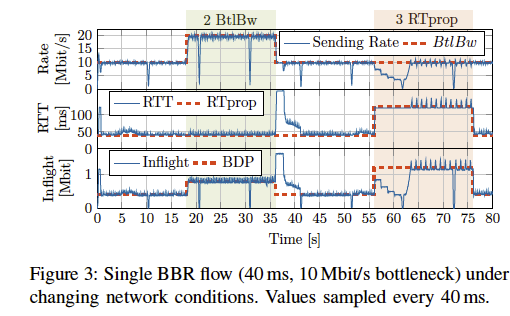 2 BtlBw 3 RTprop
20
15
10
5
0
Rate
[Mbit/s]
Sending Rate BtlBw
100
50
RTT
[ms]
RTT RTprop
1
0
Inflight
[Mbit]
Inflight BDP
0 5 10 15 20 25 30 35 40 45 50 55 60 65 70 75 80
Time [s]
Figure 3: Single BBR flow (40 ms, 10 Mbit/s bottleneck) under
changing network conditions. Values sampled every 40 ms.